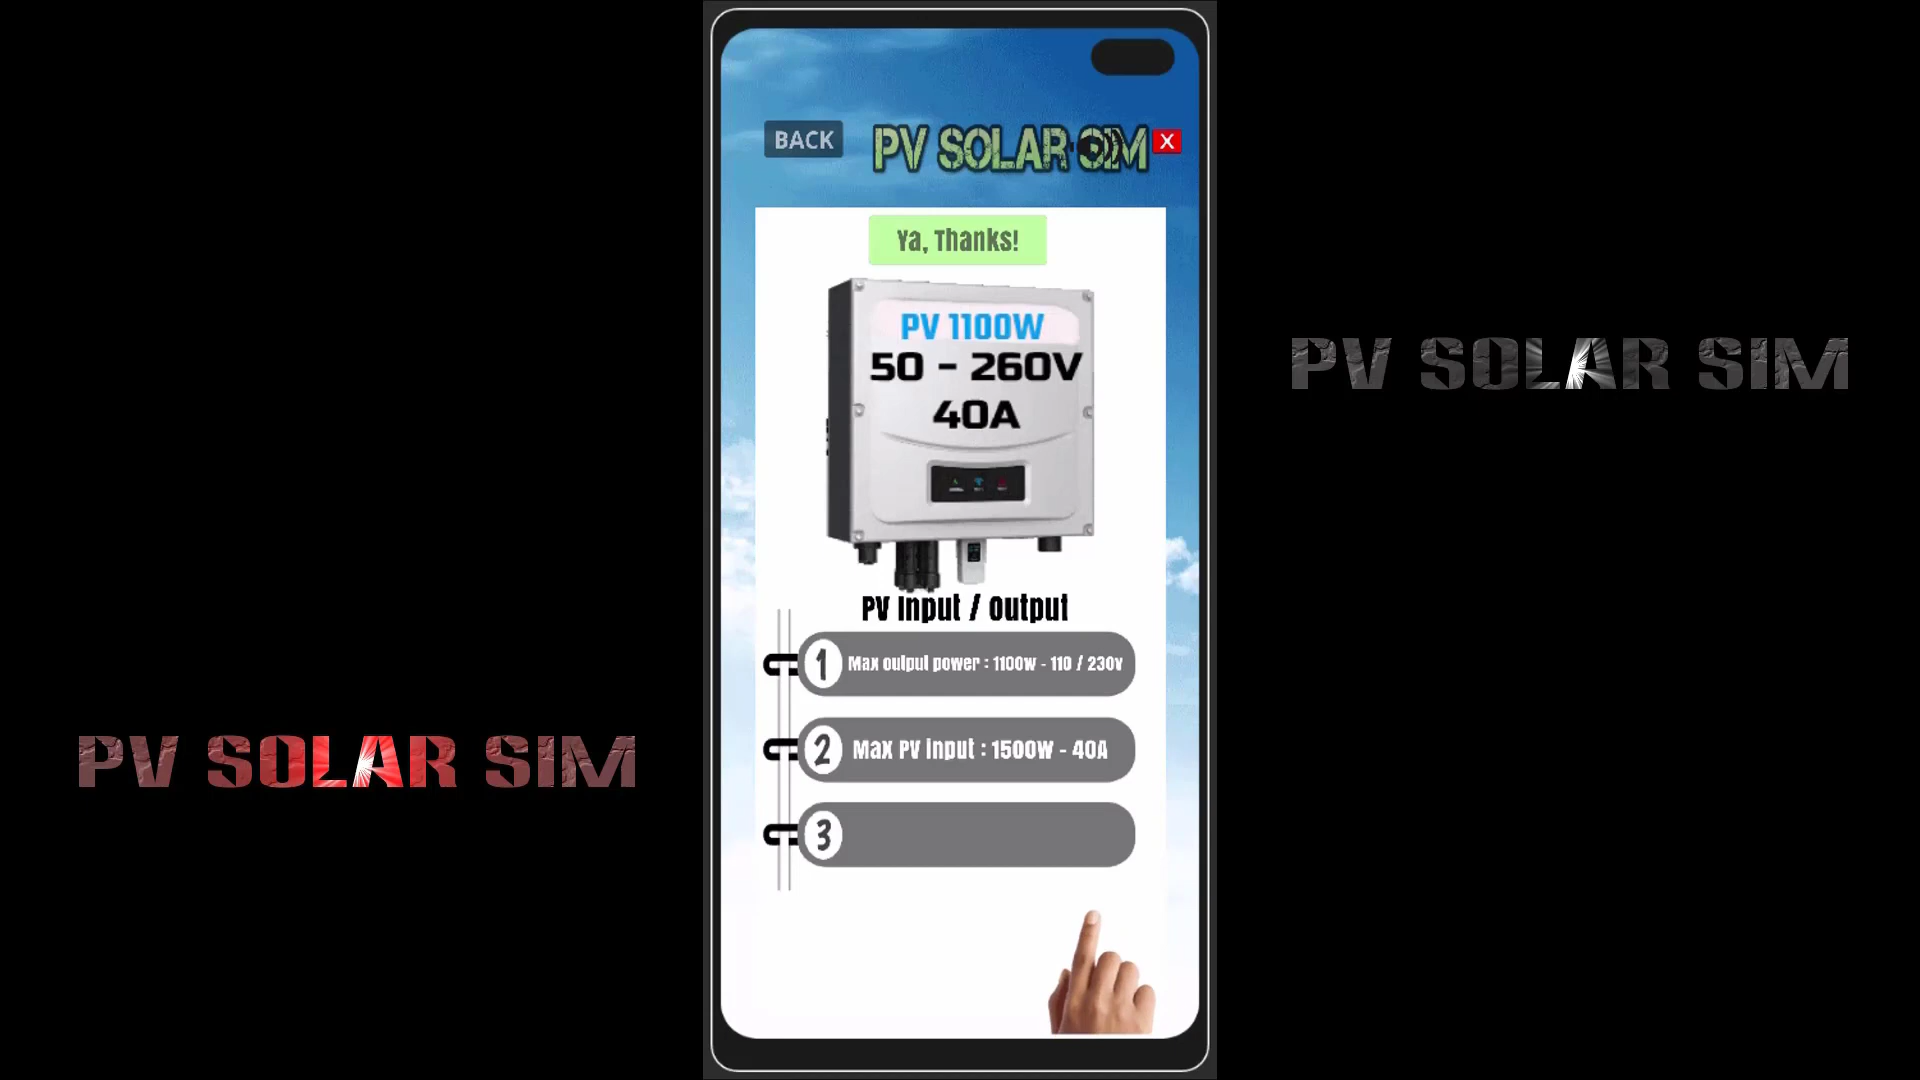 BACK
PV SOLAR SIM
X
Ya, Thanks!
PV 1100W
50 - 260V
40A
PV Input / Output
1 Max output power : 1100w - 110 / 230v
2 Max PV Input : 1500W - 40A
3
PV SOLAR SIM
PV SOLAR SIM